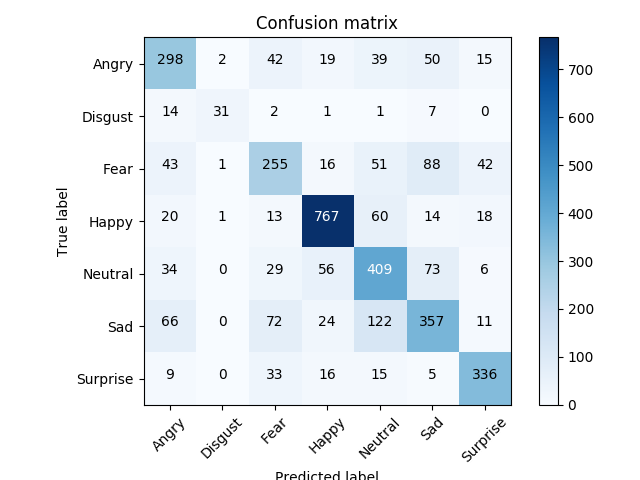 Confusion matrix
True label
Angry 298 2 42 19 39 50 15
Disgust 14 31 2 1 1 7 0
Fear 43 1 255 16 51 88 42
Happy 20 1 13 767 60 14 18
Neutral 34 0 29 56 409 73 6
Sad 66 0 72 24 122 357 11
Surprise 9 0 33 16 15 5 336
Angry Disgust Fear Happy Neutral Sad Surprise
Predicted label
700
600
500
400
300
200
100
0